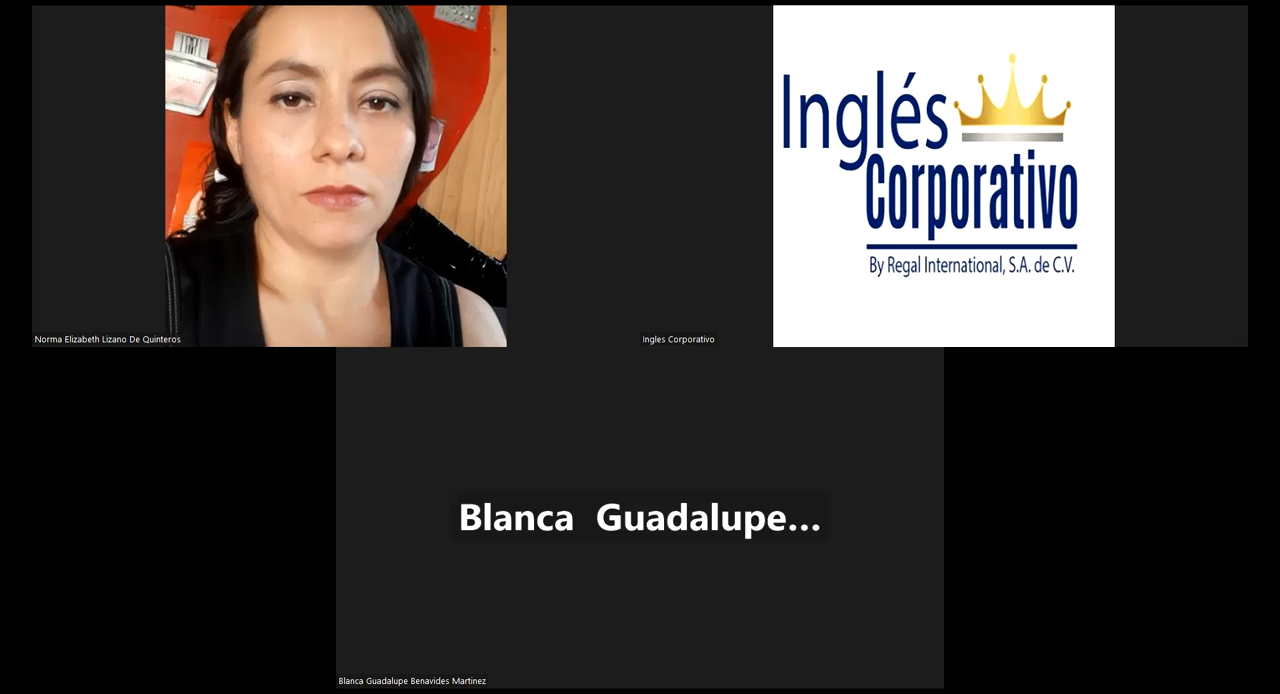 Inglés
Corporativo
By Regal International, S.A. de C.V.
Norma Elizabeth Lizano De Quinteros
Ingles Corporativo
Blanca  Guadalupe...
Blanca Guadalupe Benavides Martinez